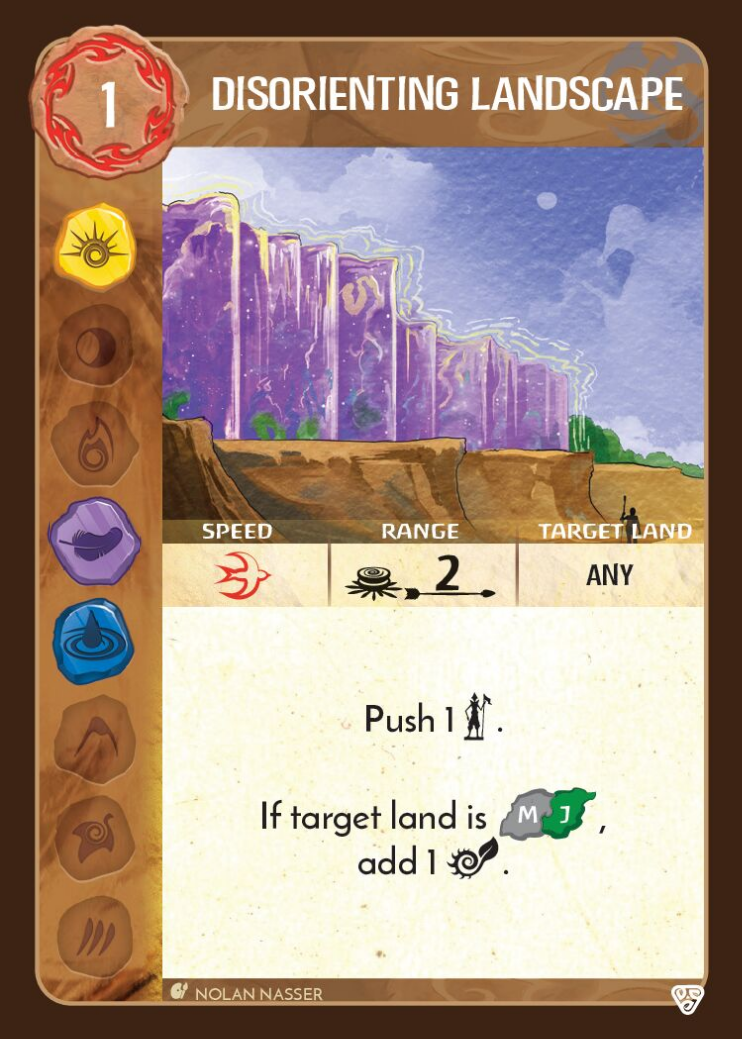 1
DISORIENTING LANDSCAPE
SPEED RANGE TARGET LAND
2 ANY
Push 1 .
If target land is M J ,
add 1 .
NOLAN NASSER